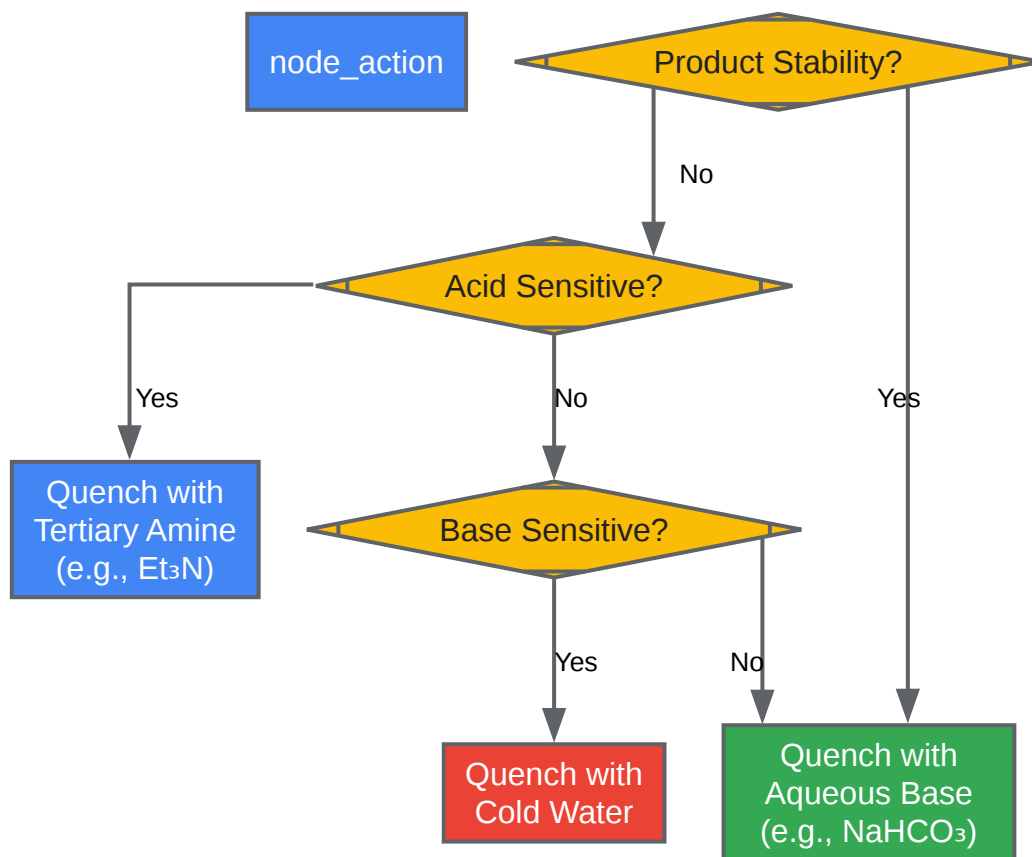 node_action
Product Stability?
No
Acid Sensitive?
Yes
No
Yes
Quench with
Tertiary Amine
(e.g., Et₃N)
Base Sensitive?
Yes
No
Quench with
Cold Water
Quench with
Aqueous Base
(e.g., NaHCO₃)